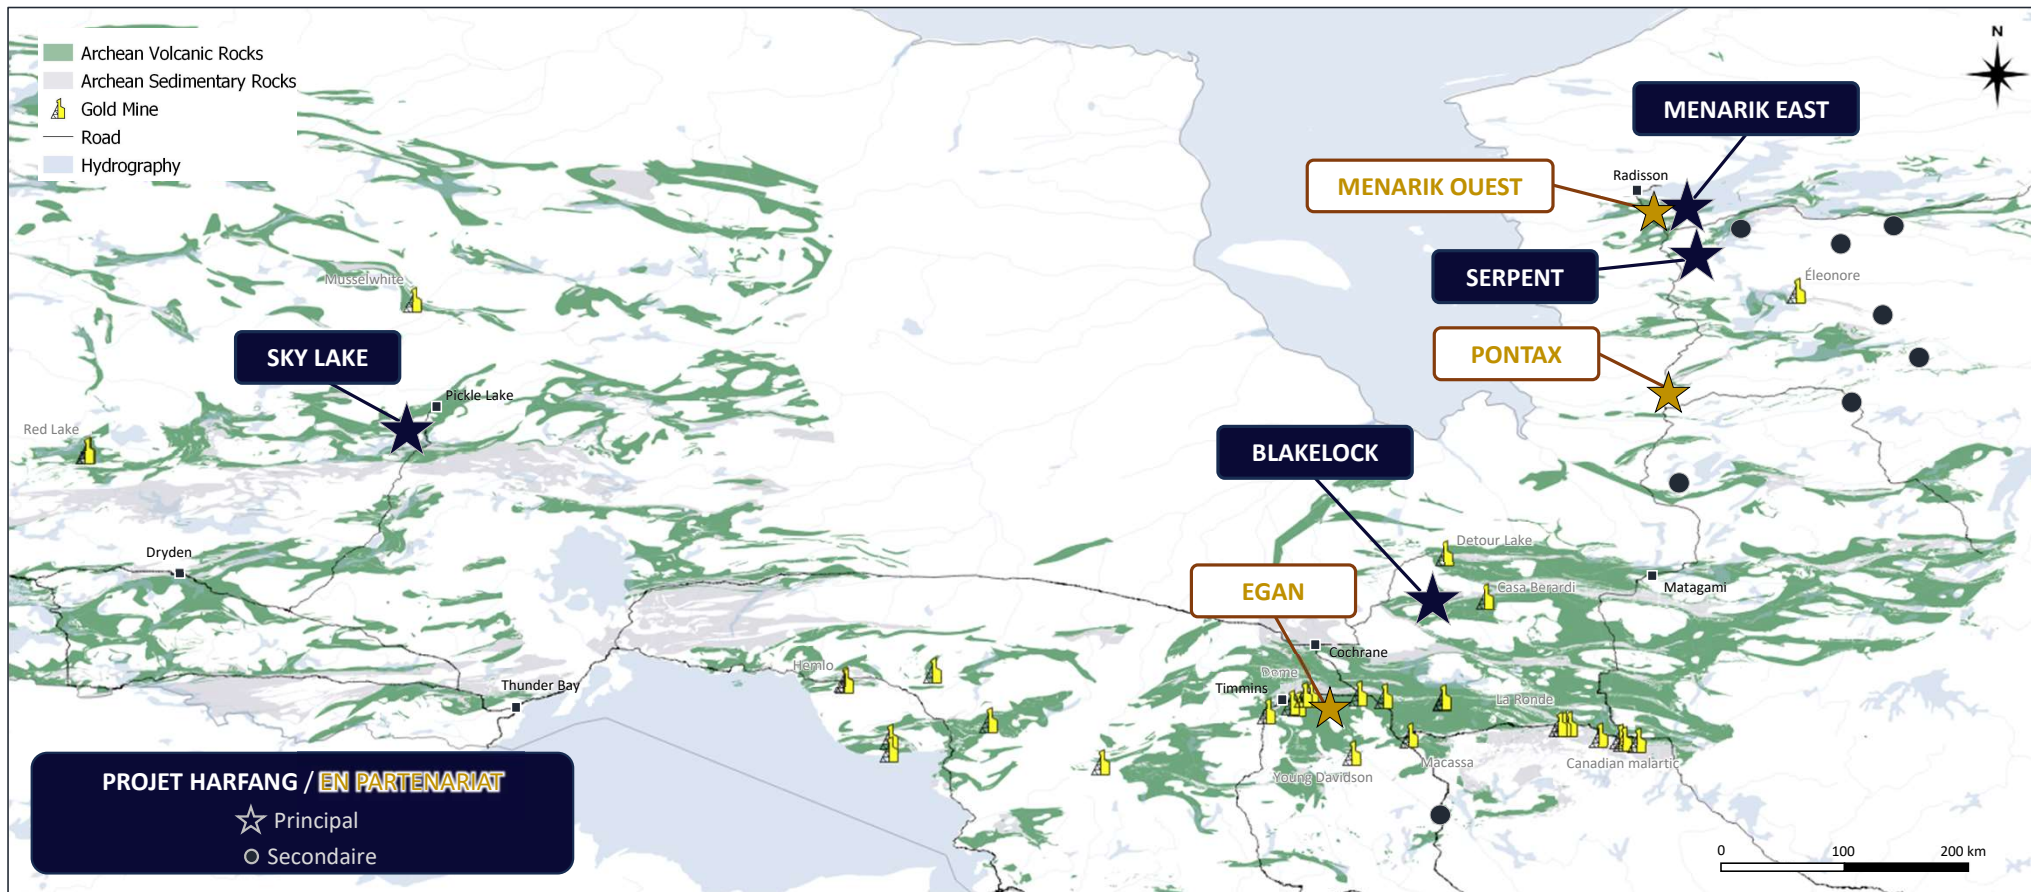 N
Archean Volcanic Rocks
Archean Sedimentary Rocks
Gold Mine
Road
Hydrography
MENARIK EAST
MENARIK OUEST
Radisson
SERPENT
Éleonore
Musselwhite
SKY LAKE
PONTAX
Pickle Lake
Red Lake
BLAKELOCK
Detour Lake
Dryden
EGAN
Casa Berardi
Matagami
Cochrane
Hemlo
Dome
Timmins
Thunder Bay
La Ronde
Macassa
Canadian malartic
Young Davidson
PROJET HARFANG / EN PARTENARIAT
Principal
Secondaire
0 100 200 km